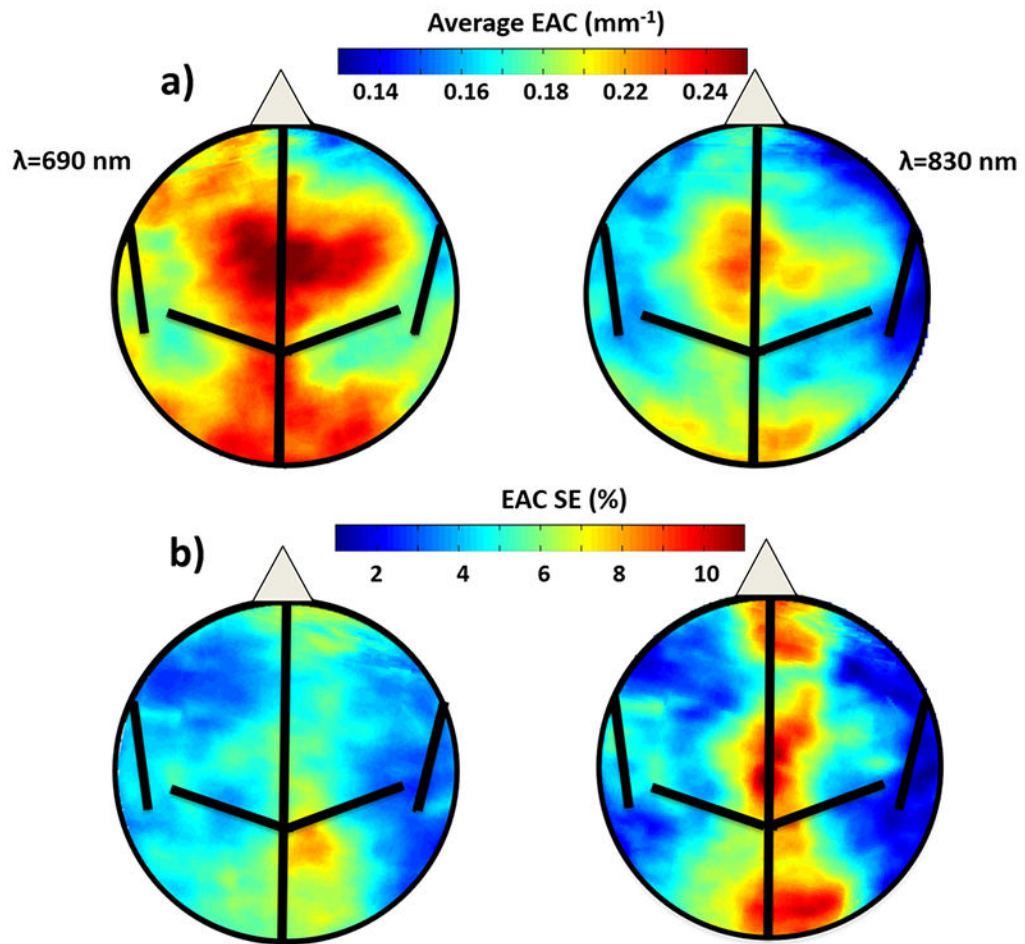 Average EAC (mm⁻¹)
a)
0.14 0.16 0.18 0.22 0.24
λ=690 nm
λ=830 nm
EAC SE (%)
b)
2 4 6 8 10